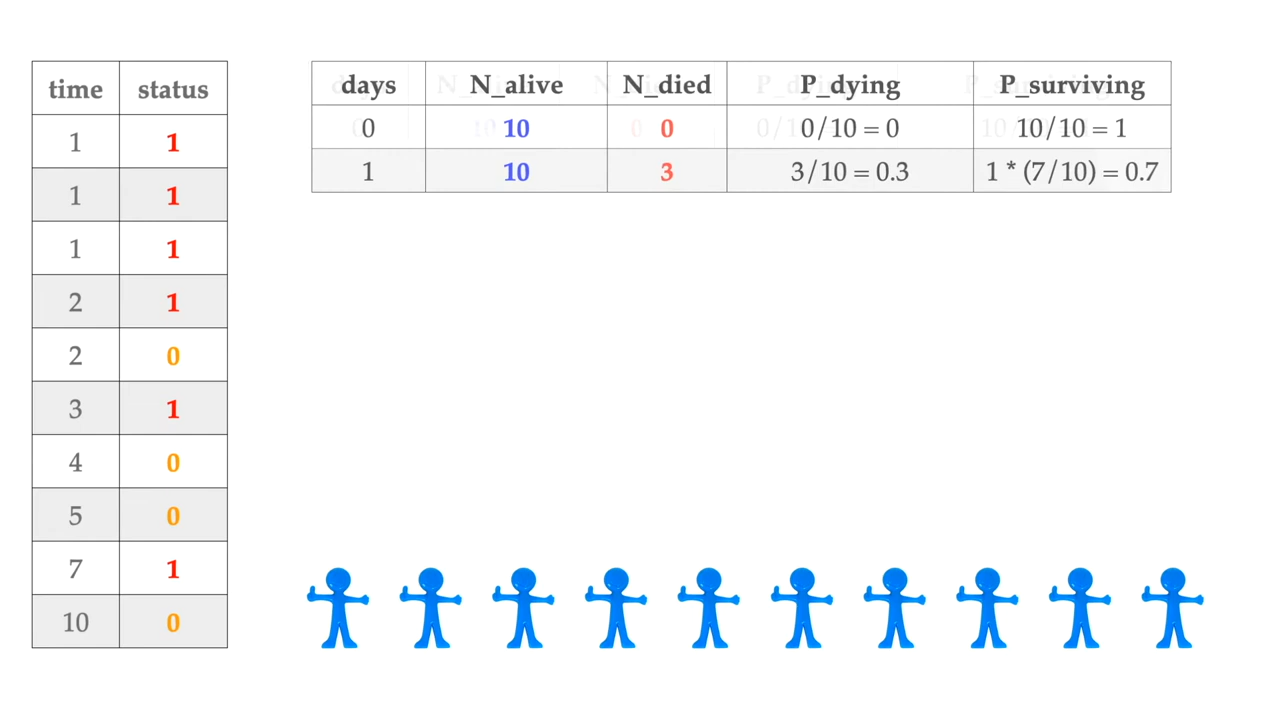 time status
1 1
1 1
1 1
2 1
2 0
3 1
4 0
5 0
7 1
10 0
days N_alive N_died P_dying P_surviving
0 10 0 0/10 = 0 10/10 = 1
1 10 3 3/10 = 0.3 1 * (7/10) = 0.7